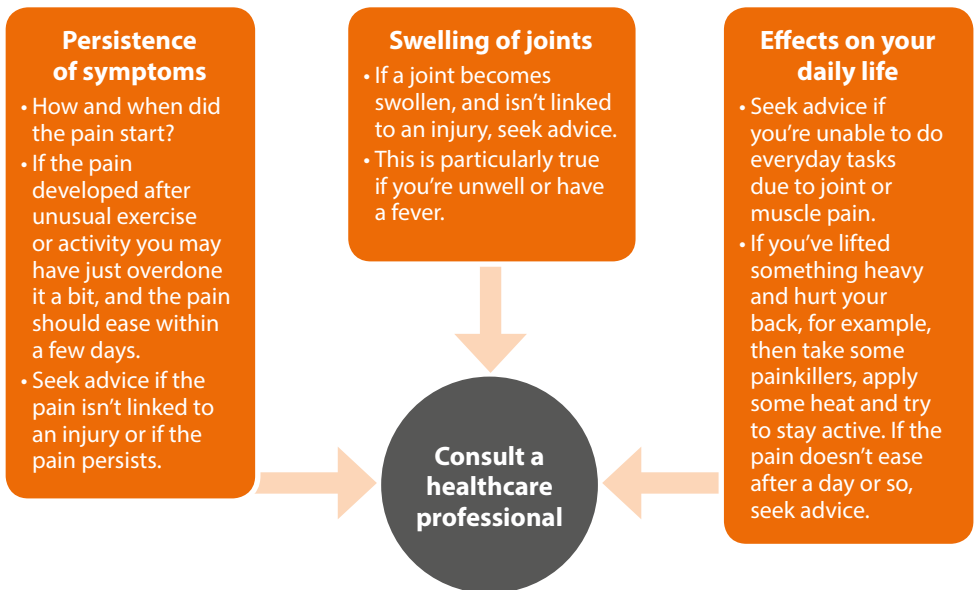 Persistence
of symptoms
• How and when did
the pain start?
• If the pain
developed after
unusual exercise
or activity you may
have just overdone
it a bit, and the pain
should ease within
a few days.
• Seek advice if the
pain isn’t linked to
an injury or if the
pain persists.
Swelling of joints
• If a joint becomes
swollen, and isn’t linked
to an injury, seek advice.
• This is particularly true
if you’re unwell or have
a fever.
Effects on your
daily life
• Seek advice if
you’re unable to do
everyday tasks
due to joint or
muscle pain.
• If you’ve lifted
something heavy
and hurt your
back, for example,
then take some
painkillers, apply
some heat and try
to stay active. If the
pain doesn’t ease
after a day or so,
seek advice.
Consult a
healthcare
professional